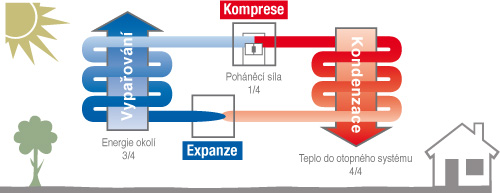 Komprese
Vypařování
Poháněcí síla
1/4
Kondenzace
Energie okolí
3/4
Expanze
Teplo do otopného systému
4/4